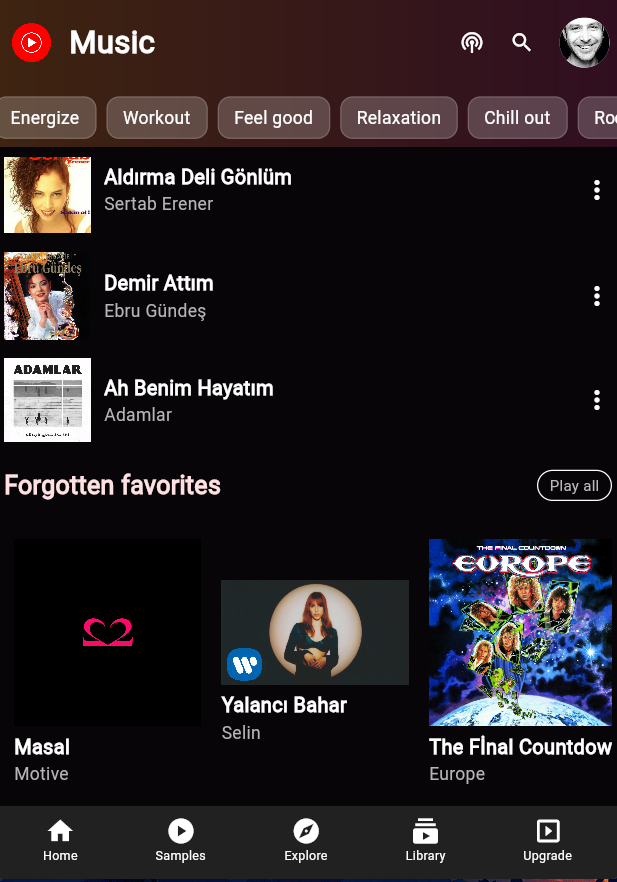 Music
Energize
Workout
Feel good
Relaxation
Chill out
Erener
Aldırma Deli Gönlüm
Sertab Erener
Ebru Gündeş
Demir Attım
Ebru Gündeş
ADAMLAR
Ah Benim Hayatım
Adamlar
Forgotten favorites
Play all
THE FINAL COUNTDOWN
EUROPE
Yalancı Bahar
Selin
Masal
Motive
The Fİnal Countdow
Europe
Home
Samples
Explore
Library
Upgrade